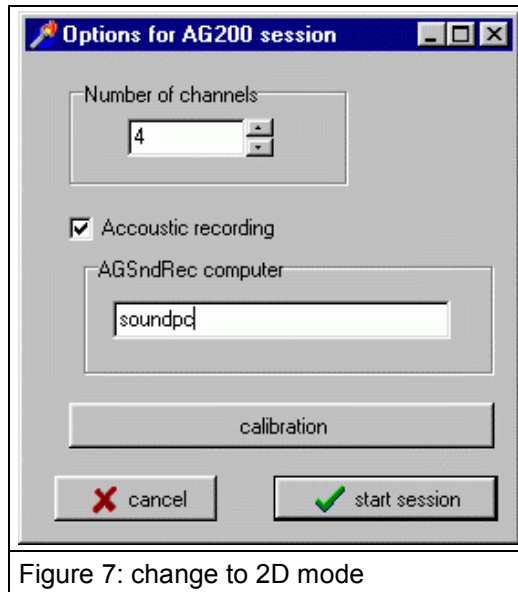 Options for AG200 session
Number of channels
4
Accoustic recording
AGSndRec computer
soundpc
calibration
cancel
start session
Figure 7: change to 2D mode